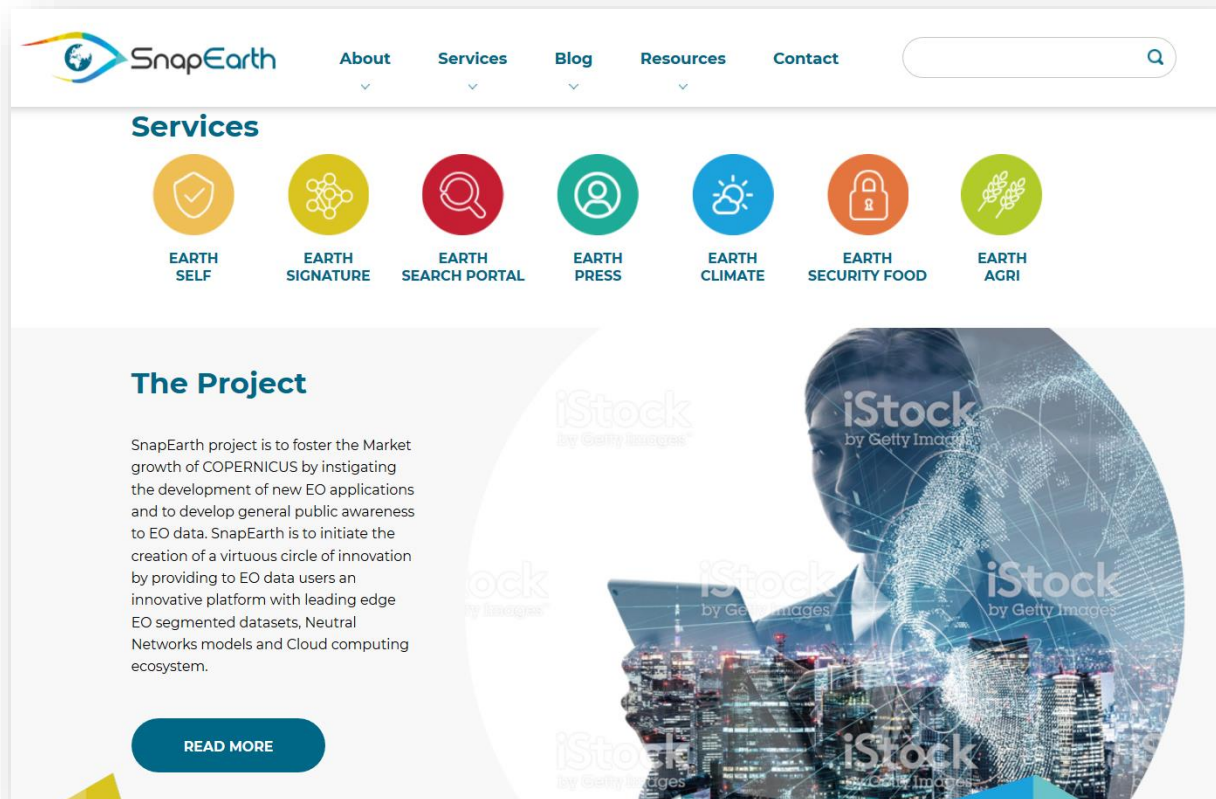 SnapEarth
About Services Blog Resources Contact
Services
EARTH
SELF
EARTH
SIGNATURE
EARTH
SEARCH PORTAL
EARTH
PRESS
EARTH
CLIMATE
EARTH
SECURITY FOOD
EARTH
AGRI
The Project
SnapEarth project is to foster the Market
growth of COPERNICUS by instigating
the development of new EO applications
and to develop general public awareness
to EO data. SnapEarth is to initiate the
creation of a virtuous circle of innovation
by providing to EO data users an
innovative platform with leading edge
EO segmented datasets, Neutral
Networks models and Cloud computing
ecosystem.
READ MORE
iStock
by Getty Images
iStock
by Getty Images
iStock
by Getty Images
iStock
by Getty Images
iStock
by Getty Images
iStock
by Getty Images